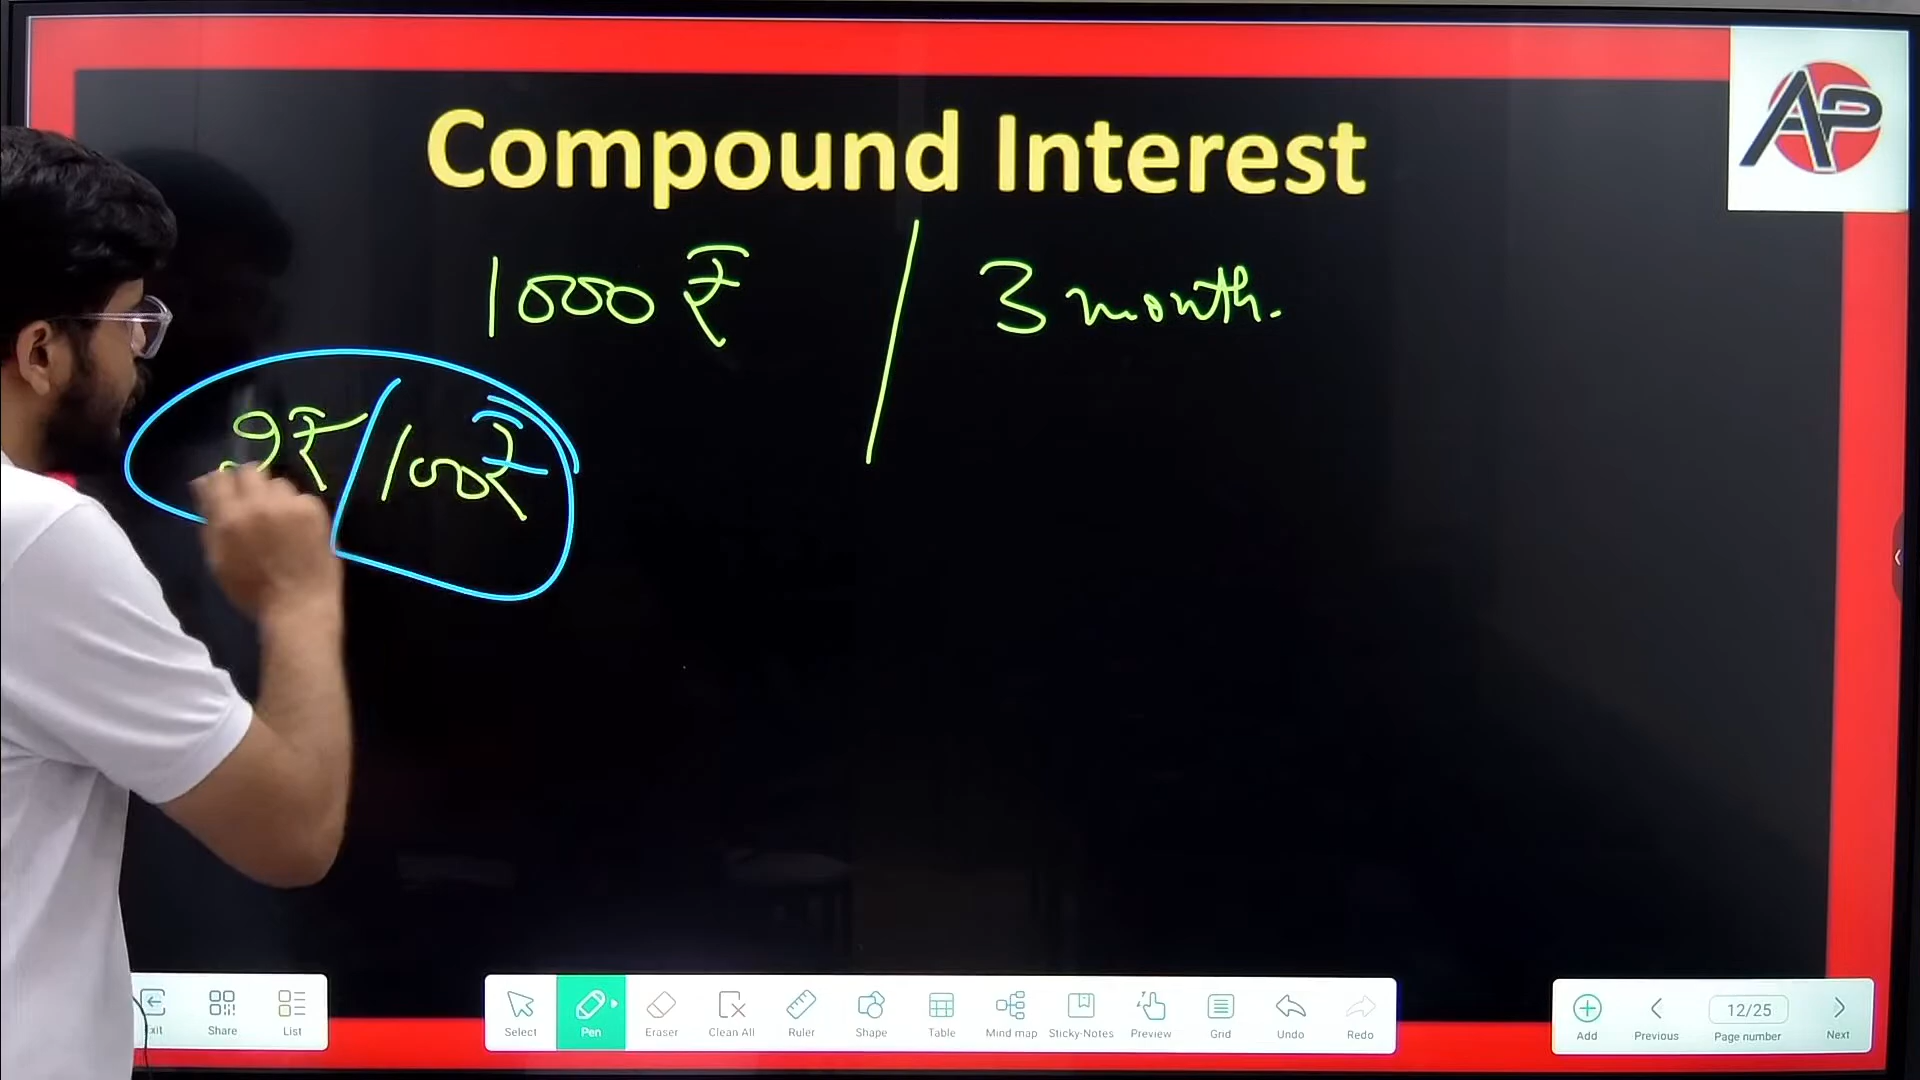 AP
Compound Interest
1000 ₹ / 3 month.
2₹ / 100₹
Exit Share List
Select Pen Eraser Clean All Ruler Shape Table Mind map Sticky-Notes Preview Grid Undo Redo
Add Previous 12/25 Page number Next